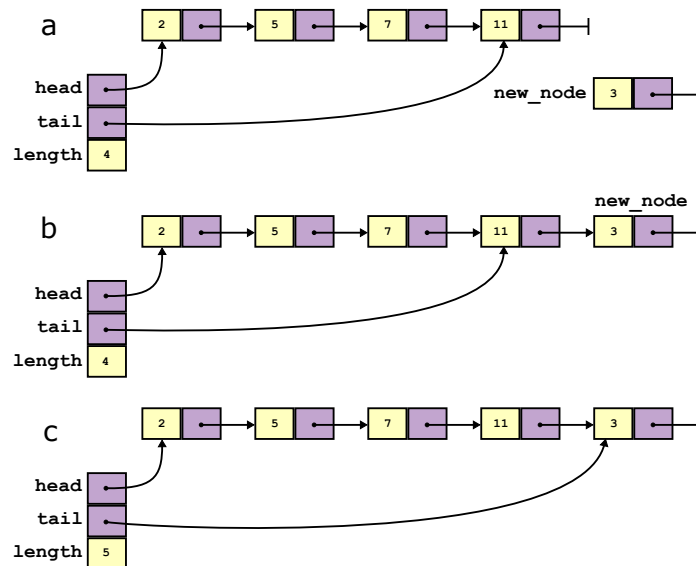 a
2 5 7 11
head
new_node 3
tail
length 4
new_node
b
2 5 7 11 3
head
tail
length 4
c
2 5 7 11 3
head
tail
length 5